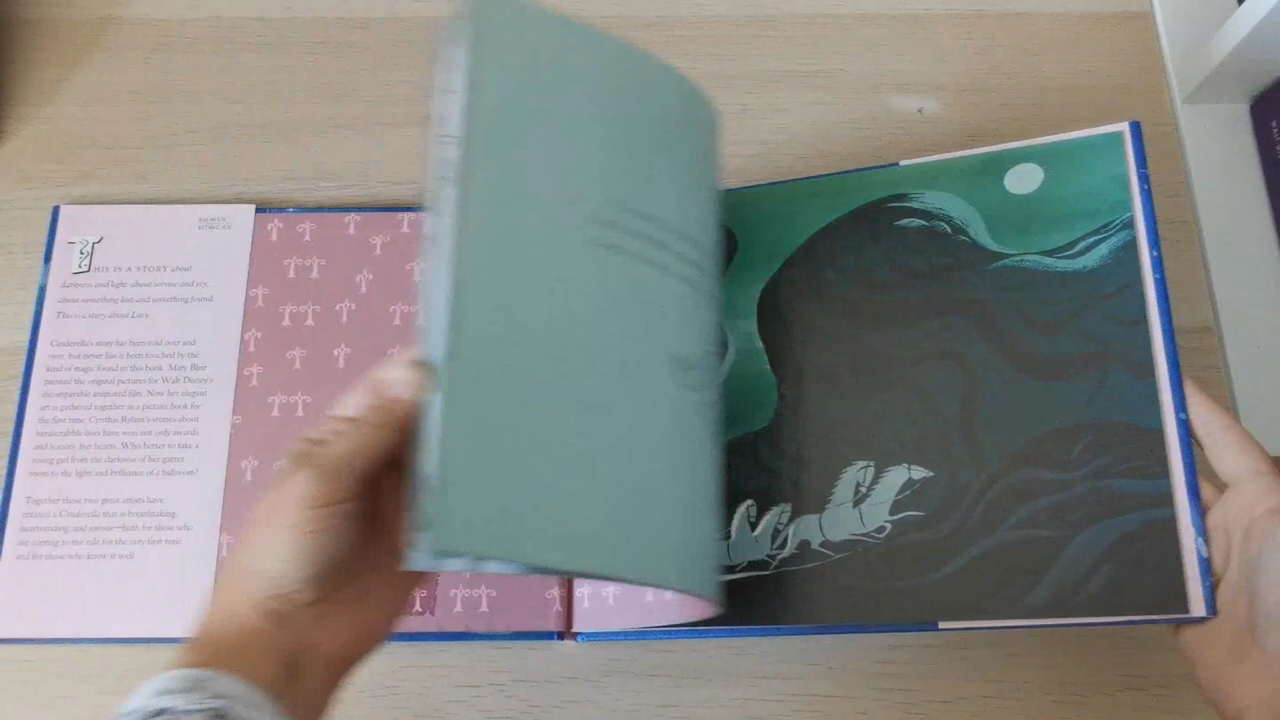 THIS IS A STORY about
darkness and light, about sorrow and joy,
about something lost and something found.
This is a story about Love.
Cinderella's story has been told over and
over, but never has it been touched by the
kind of magic found in this book. Mary Blair
painted the original pictures for Walt Disney's
incomparable animated film. Now her elegant
art is gathered together as a picture book for
the first time. Cynthia Rylant's stories about
hardscrabble lives have won not only awards
and honors, but hearts. Who better to take a
young girl from the darkness of her garret
room to the light and brilliance of a ballroom?
Together these two great artists have
created a Cinderella that is breathtaking,
heartrending, and for those who
are coming to the tale for the very first time
and for those who know it well.